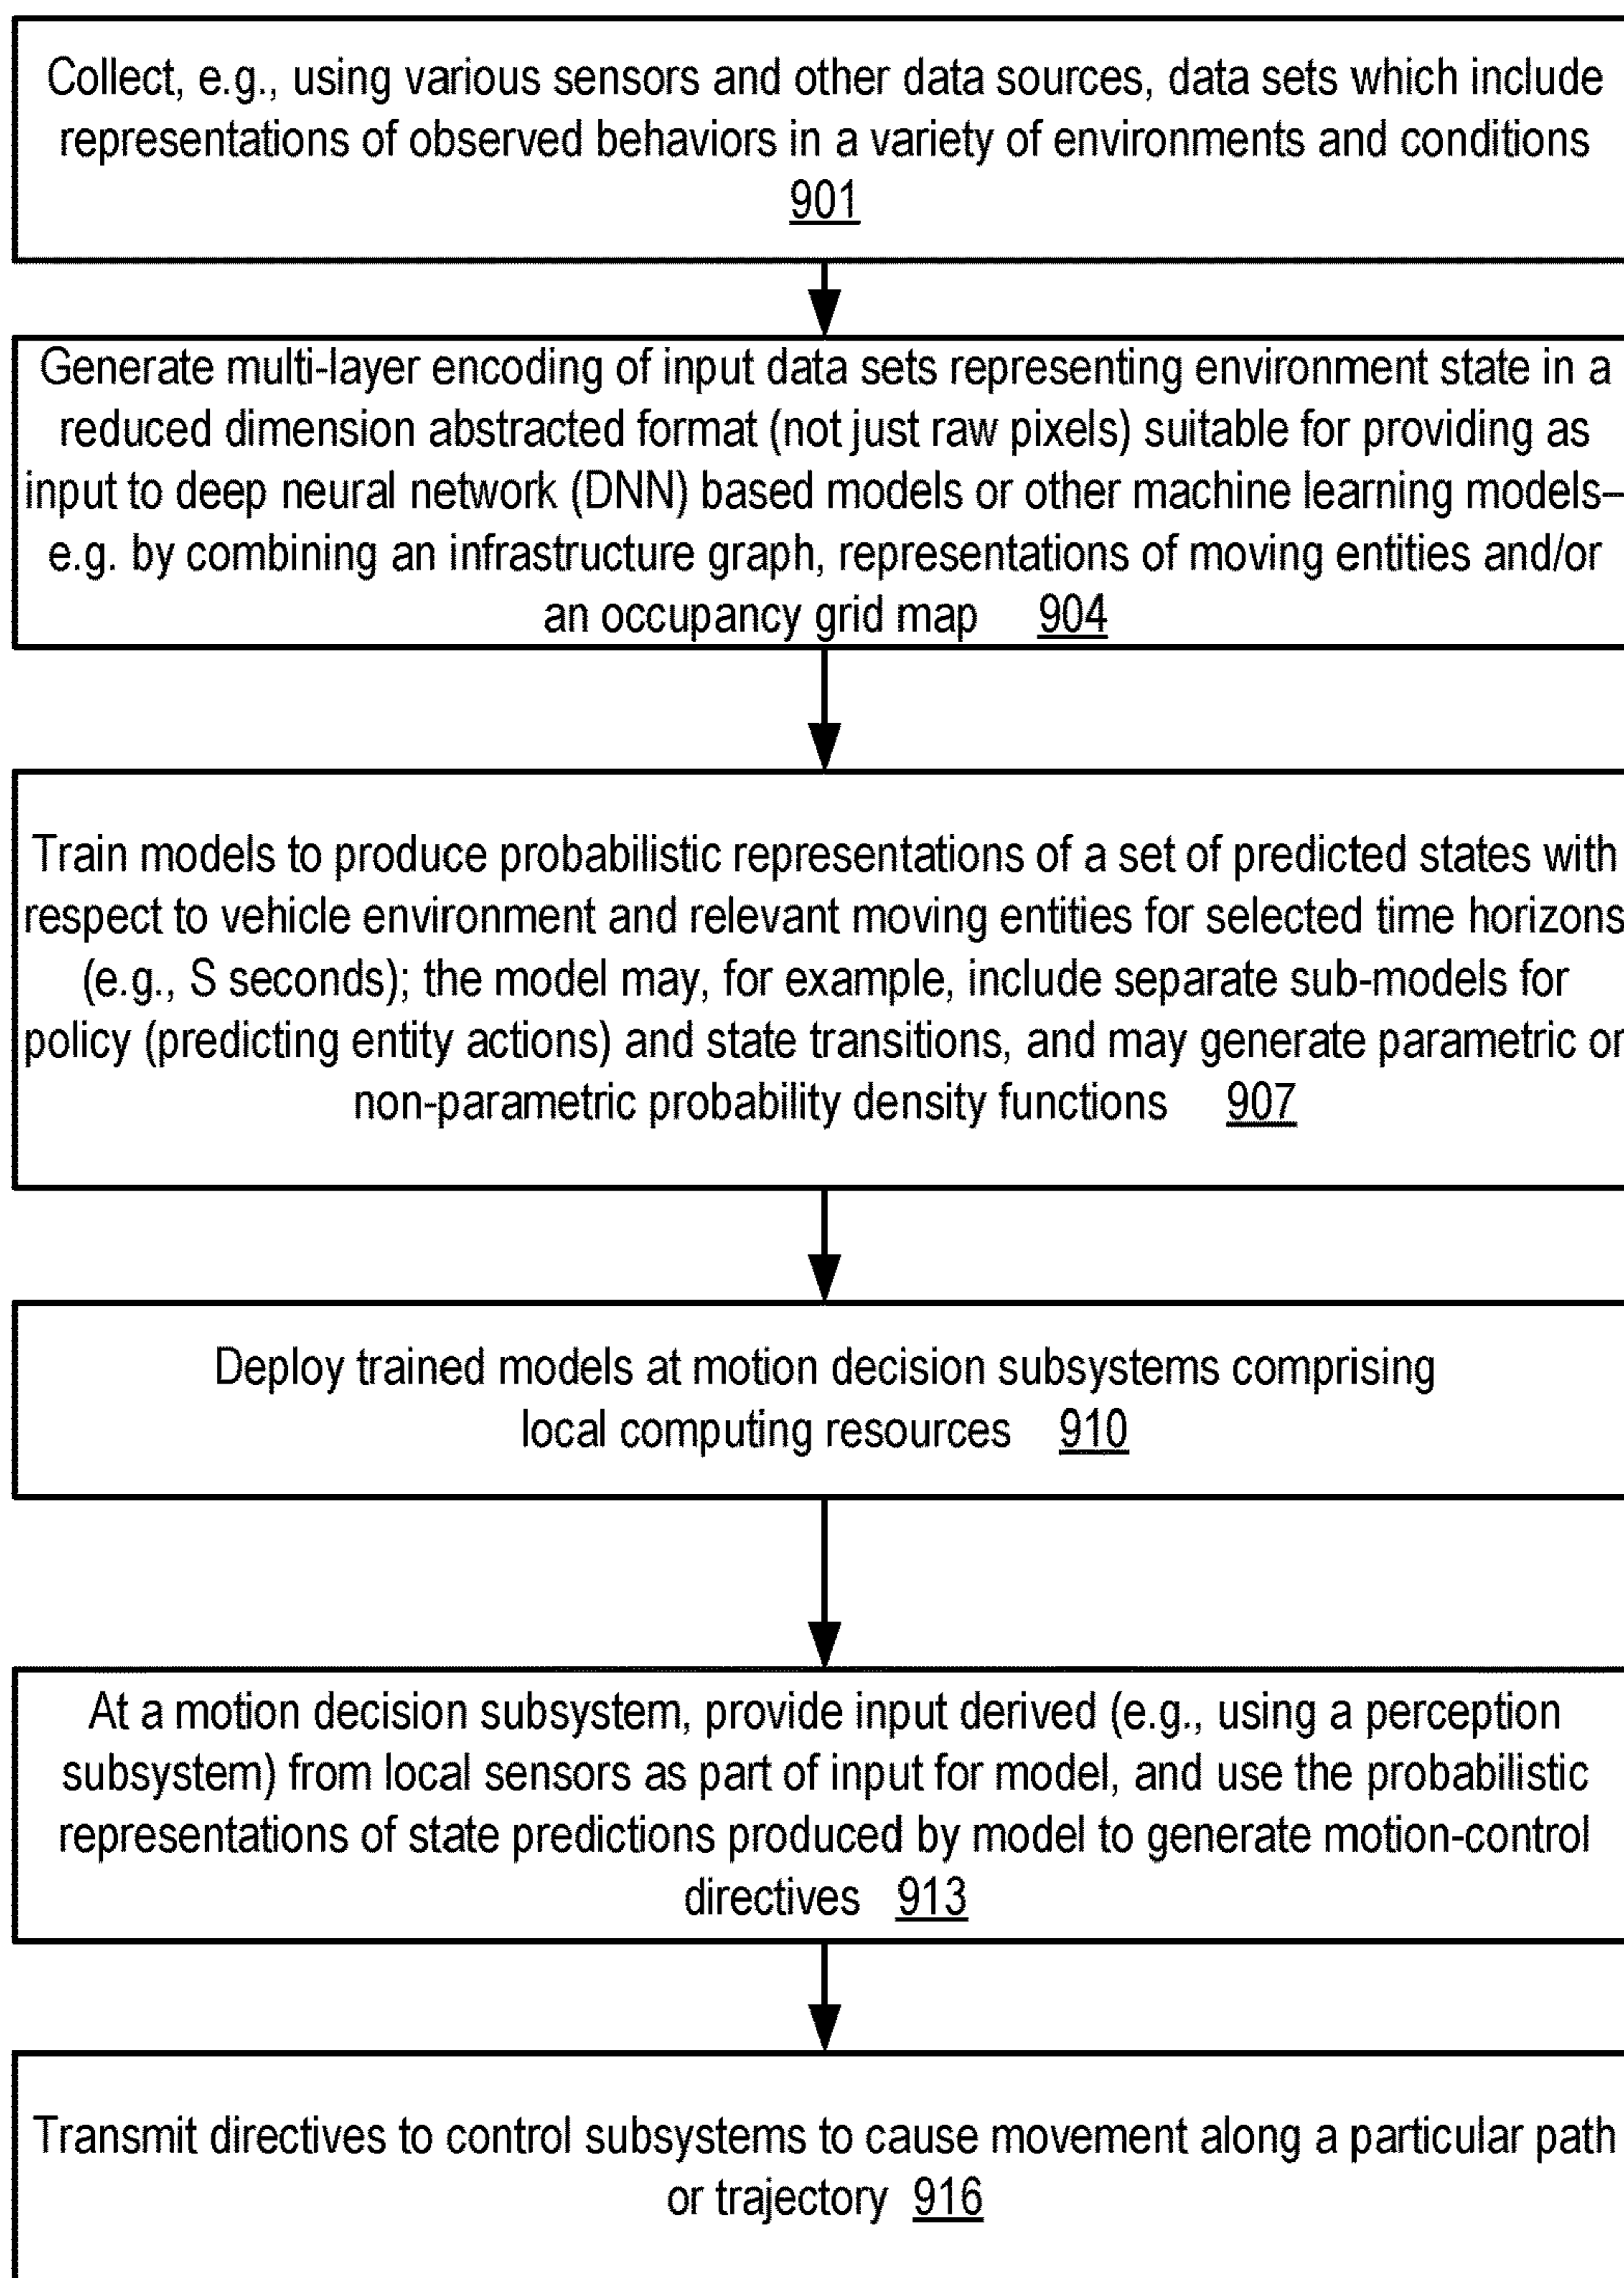 Collect, e.g., using various sensors and other data sources, data sets which include
representations of observed behaviors in a variety of environments and conditions
901
Generate multi-layer encoding of input data sets representing environment state in a
reduced dimension abstracted format (not just raw pixels) suitable for providing as
input to deep neural network (DNN) based models or other machine learning models–
e.g. by combining an infrastructure graph, representations of moving entities and/or
an occupancy grid map 904
Train models to produce probabilistic representations of a set of predicted states with
respect to vehicle environment and relevant moving entities for selected time horizons
(e.g., S seconds); the model may, for example, include separate sub-models for
policy (predicting entity actions) and state transitions, and may generate parametric or
non-parametric probability density functions 907
Deploy trained models at motion decision subsystems comprising
local computing resources 910
At a motion decision subsystem, provide input derived (e.g., using a perception
subsystem) from local sensors as part of input for model, and use the probabilistic
representations of state predictions produced by model to generate motion-control
directives 913
Transmit directives to control subsystems to cause movement along a particular path
or trajectory 916